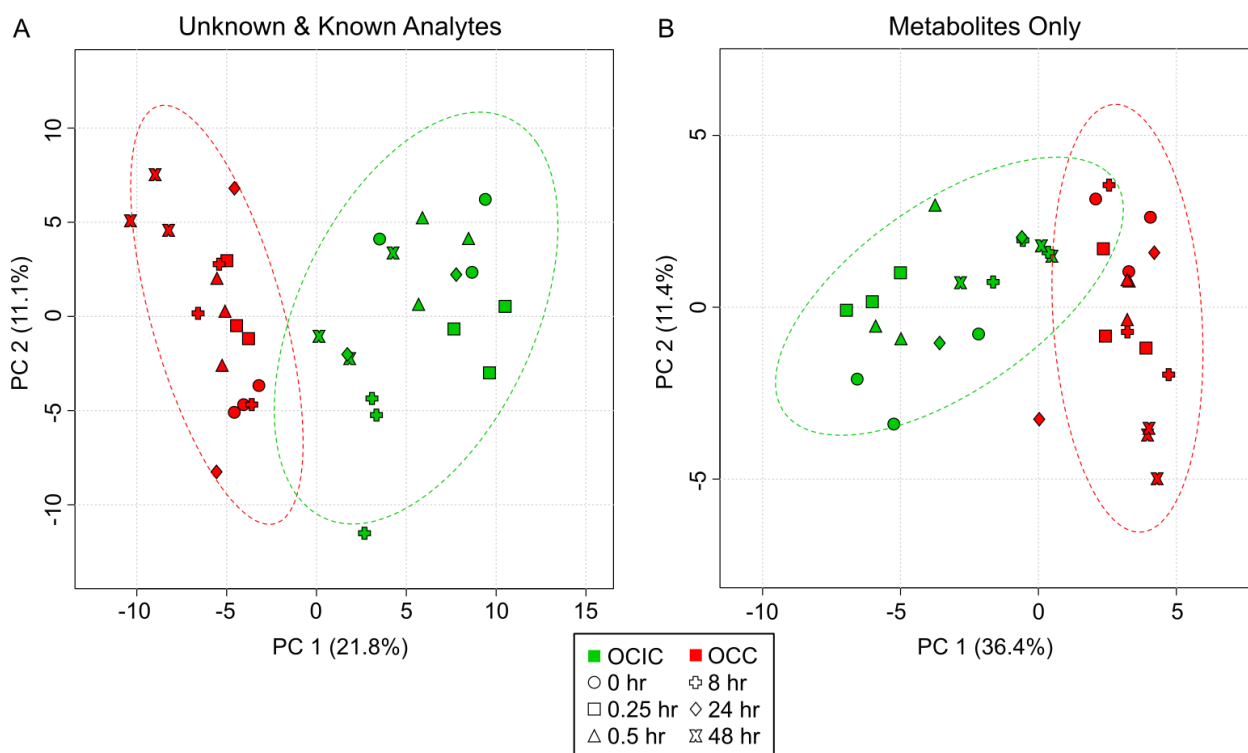 A
Unknown & Known Analytes
10
5
0
-5
-10
PC 2 (11.1%)
-10
-5
0
5
10
15
PC 1 (21.8%)
B
Metabolites Only
5
0
-5
PC 2 (11.4%)
-10
-5
0
5
PC 1 (36.4%)
OCIC OCC
0 hr 8 hr
0.25 hr 24 hr
0.5 hr 48 hr